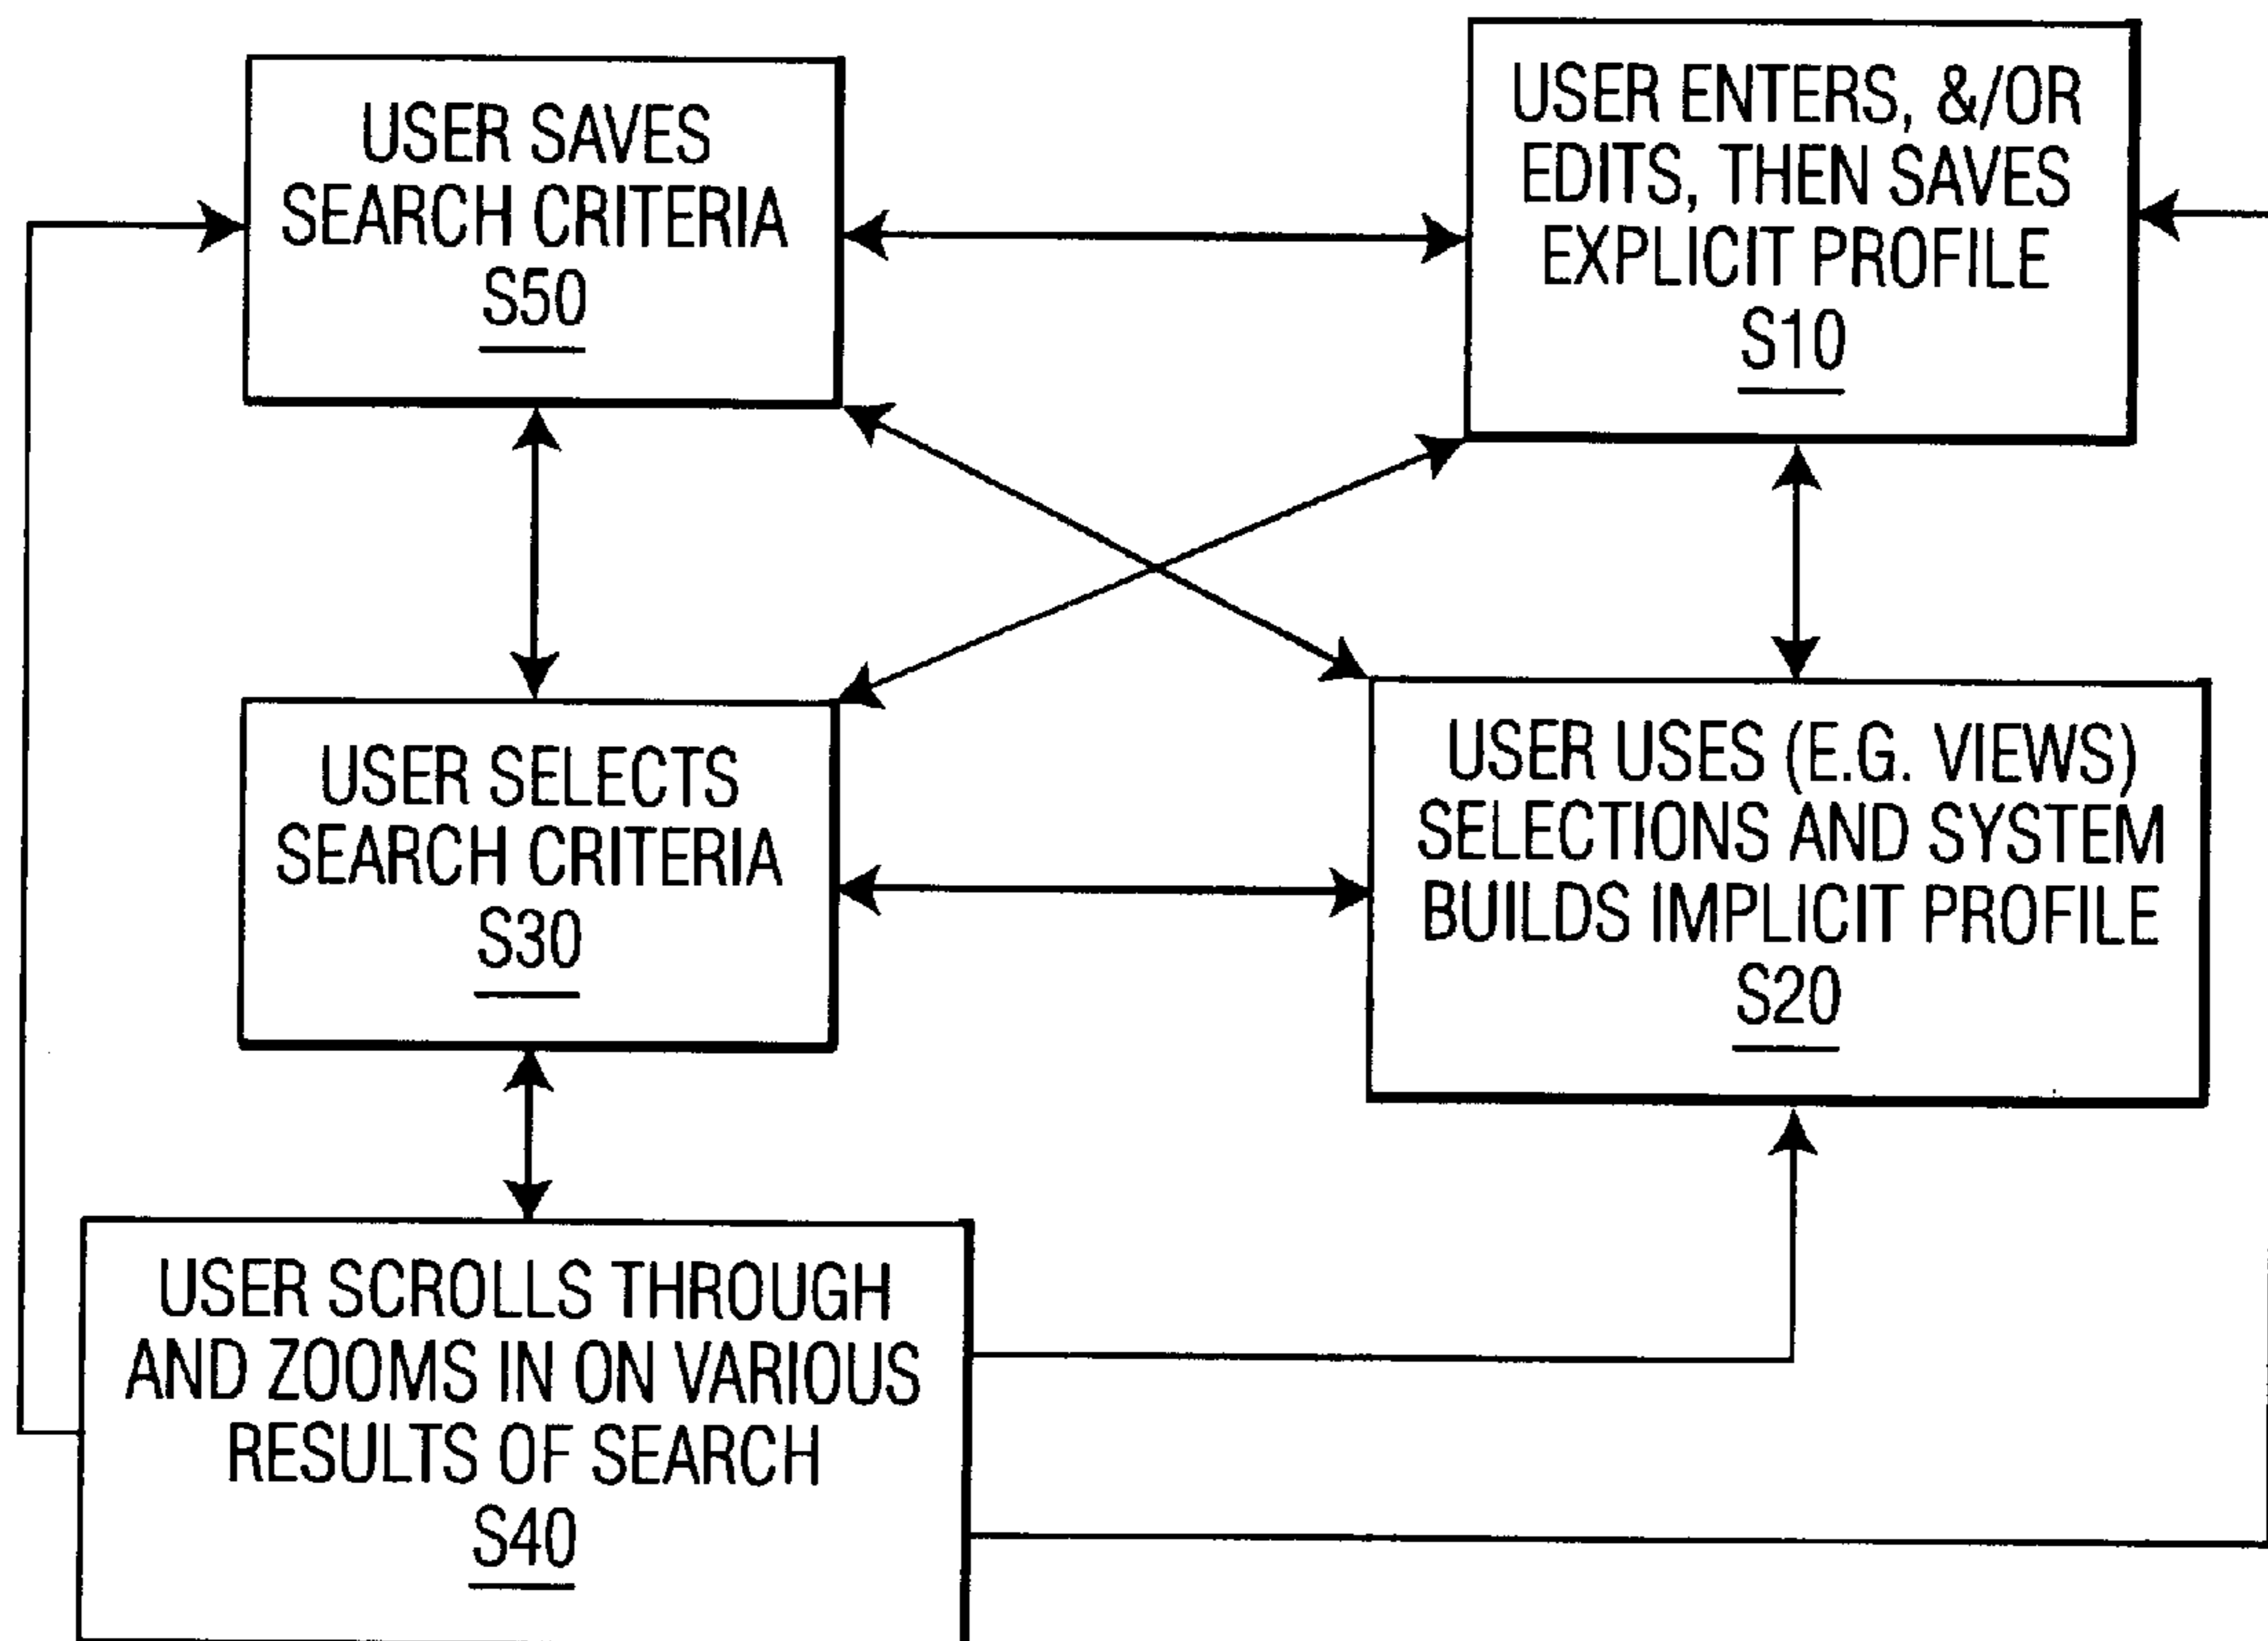 USER SAVES
SEARCH CRITERIA
S50
USER ENTERS, &/OR
EDITS, THEN SAVES
EXPLICIT PROFILE
S10
USER SELECTS
SEARCH CRITERIA
S30
USER USES (E.G. VIEWS)
SELECTIONS AND SYSTEM
BUILDS IMPLICIT PROFILE
S20
USER SCROLLS THROUGH
AND ZOOMS IN ON VARIOUS
RESULTS OF SEARCH
S40